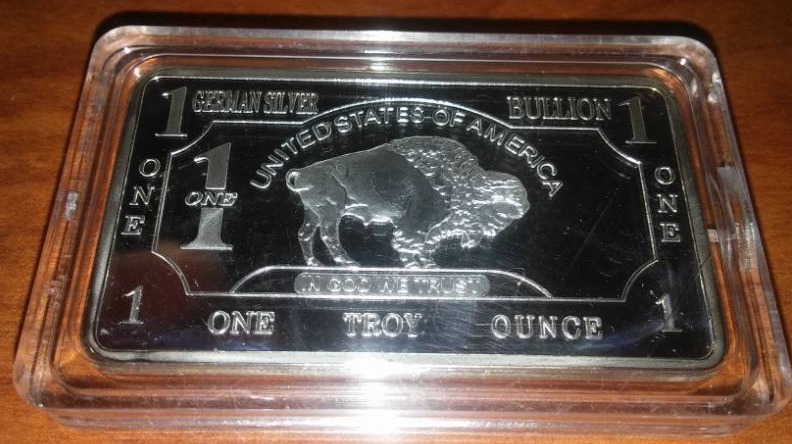 1 GERMAN SILVER BULLION 1
UNITED STATES OF AMERICA
ONE
1
ONE
ONE
IN GOD WE TRUST
1 ONE TROY OUNCE 1